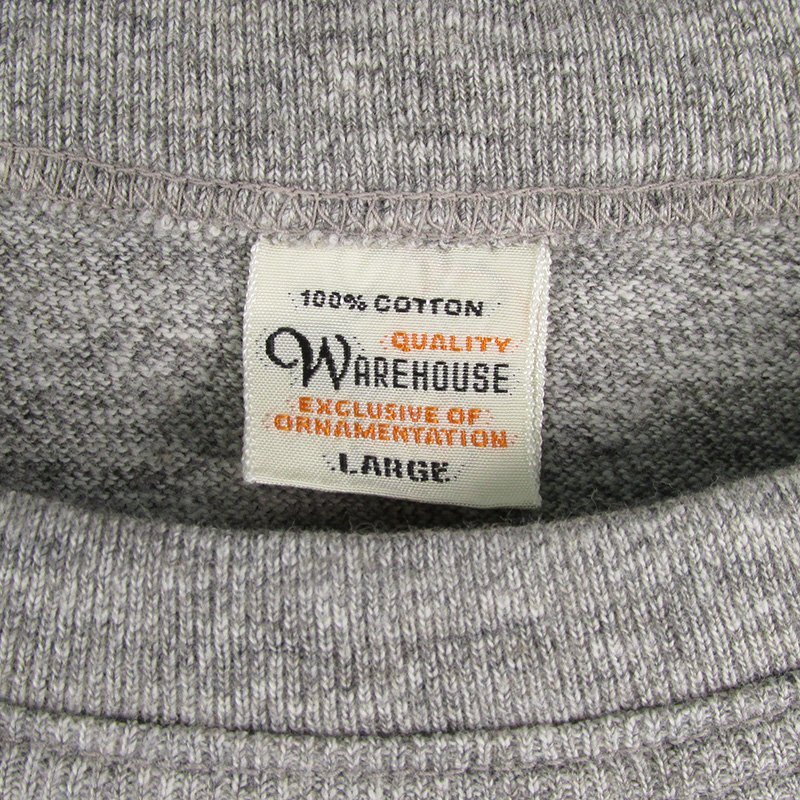 100% COTTON
QUALITY
WAREHOUSE
EXCLUSIVE OF
ORNAMENTATION
LARGE